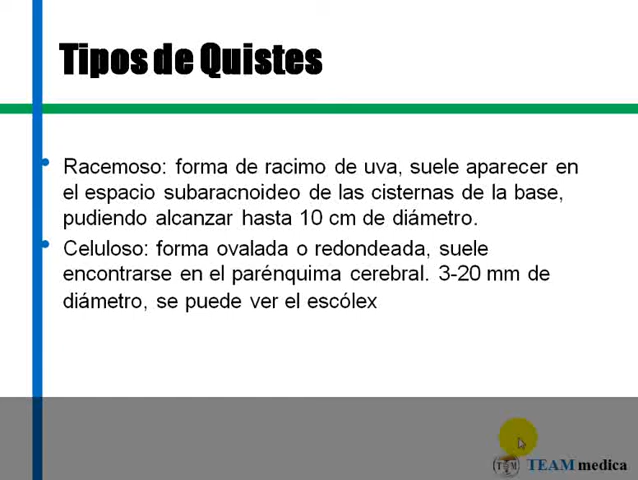 Tipos de Quistes
• Racemoso: forma de racimo de uva, suele aparecer en
el espacio subaracnoideo de las cisternas de la base,
pudiendo alcanzar hasta 10 cm de diámetro.
• Celuloso: forma ovalada o redondeada, suele
encontrarse en el parénquima cerebral. 3-20 mm de
diámetro, se puede ver el escólex
TEAM medica